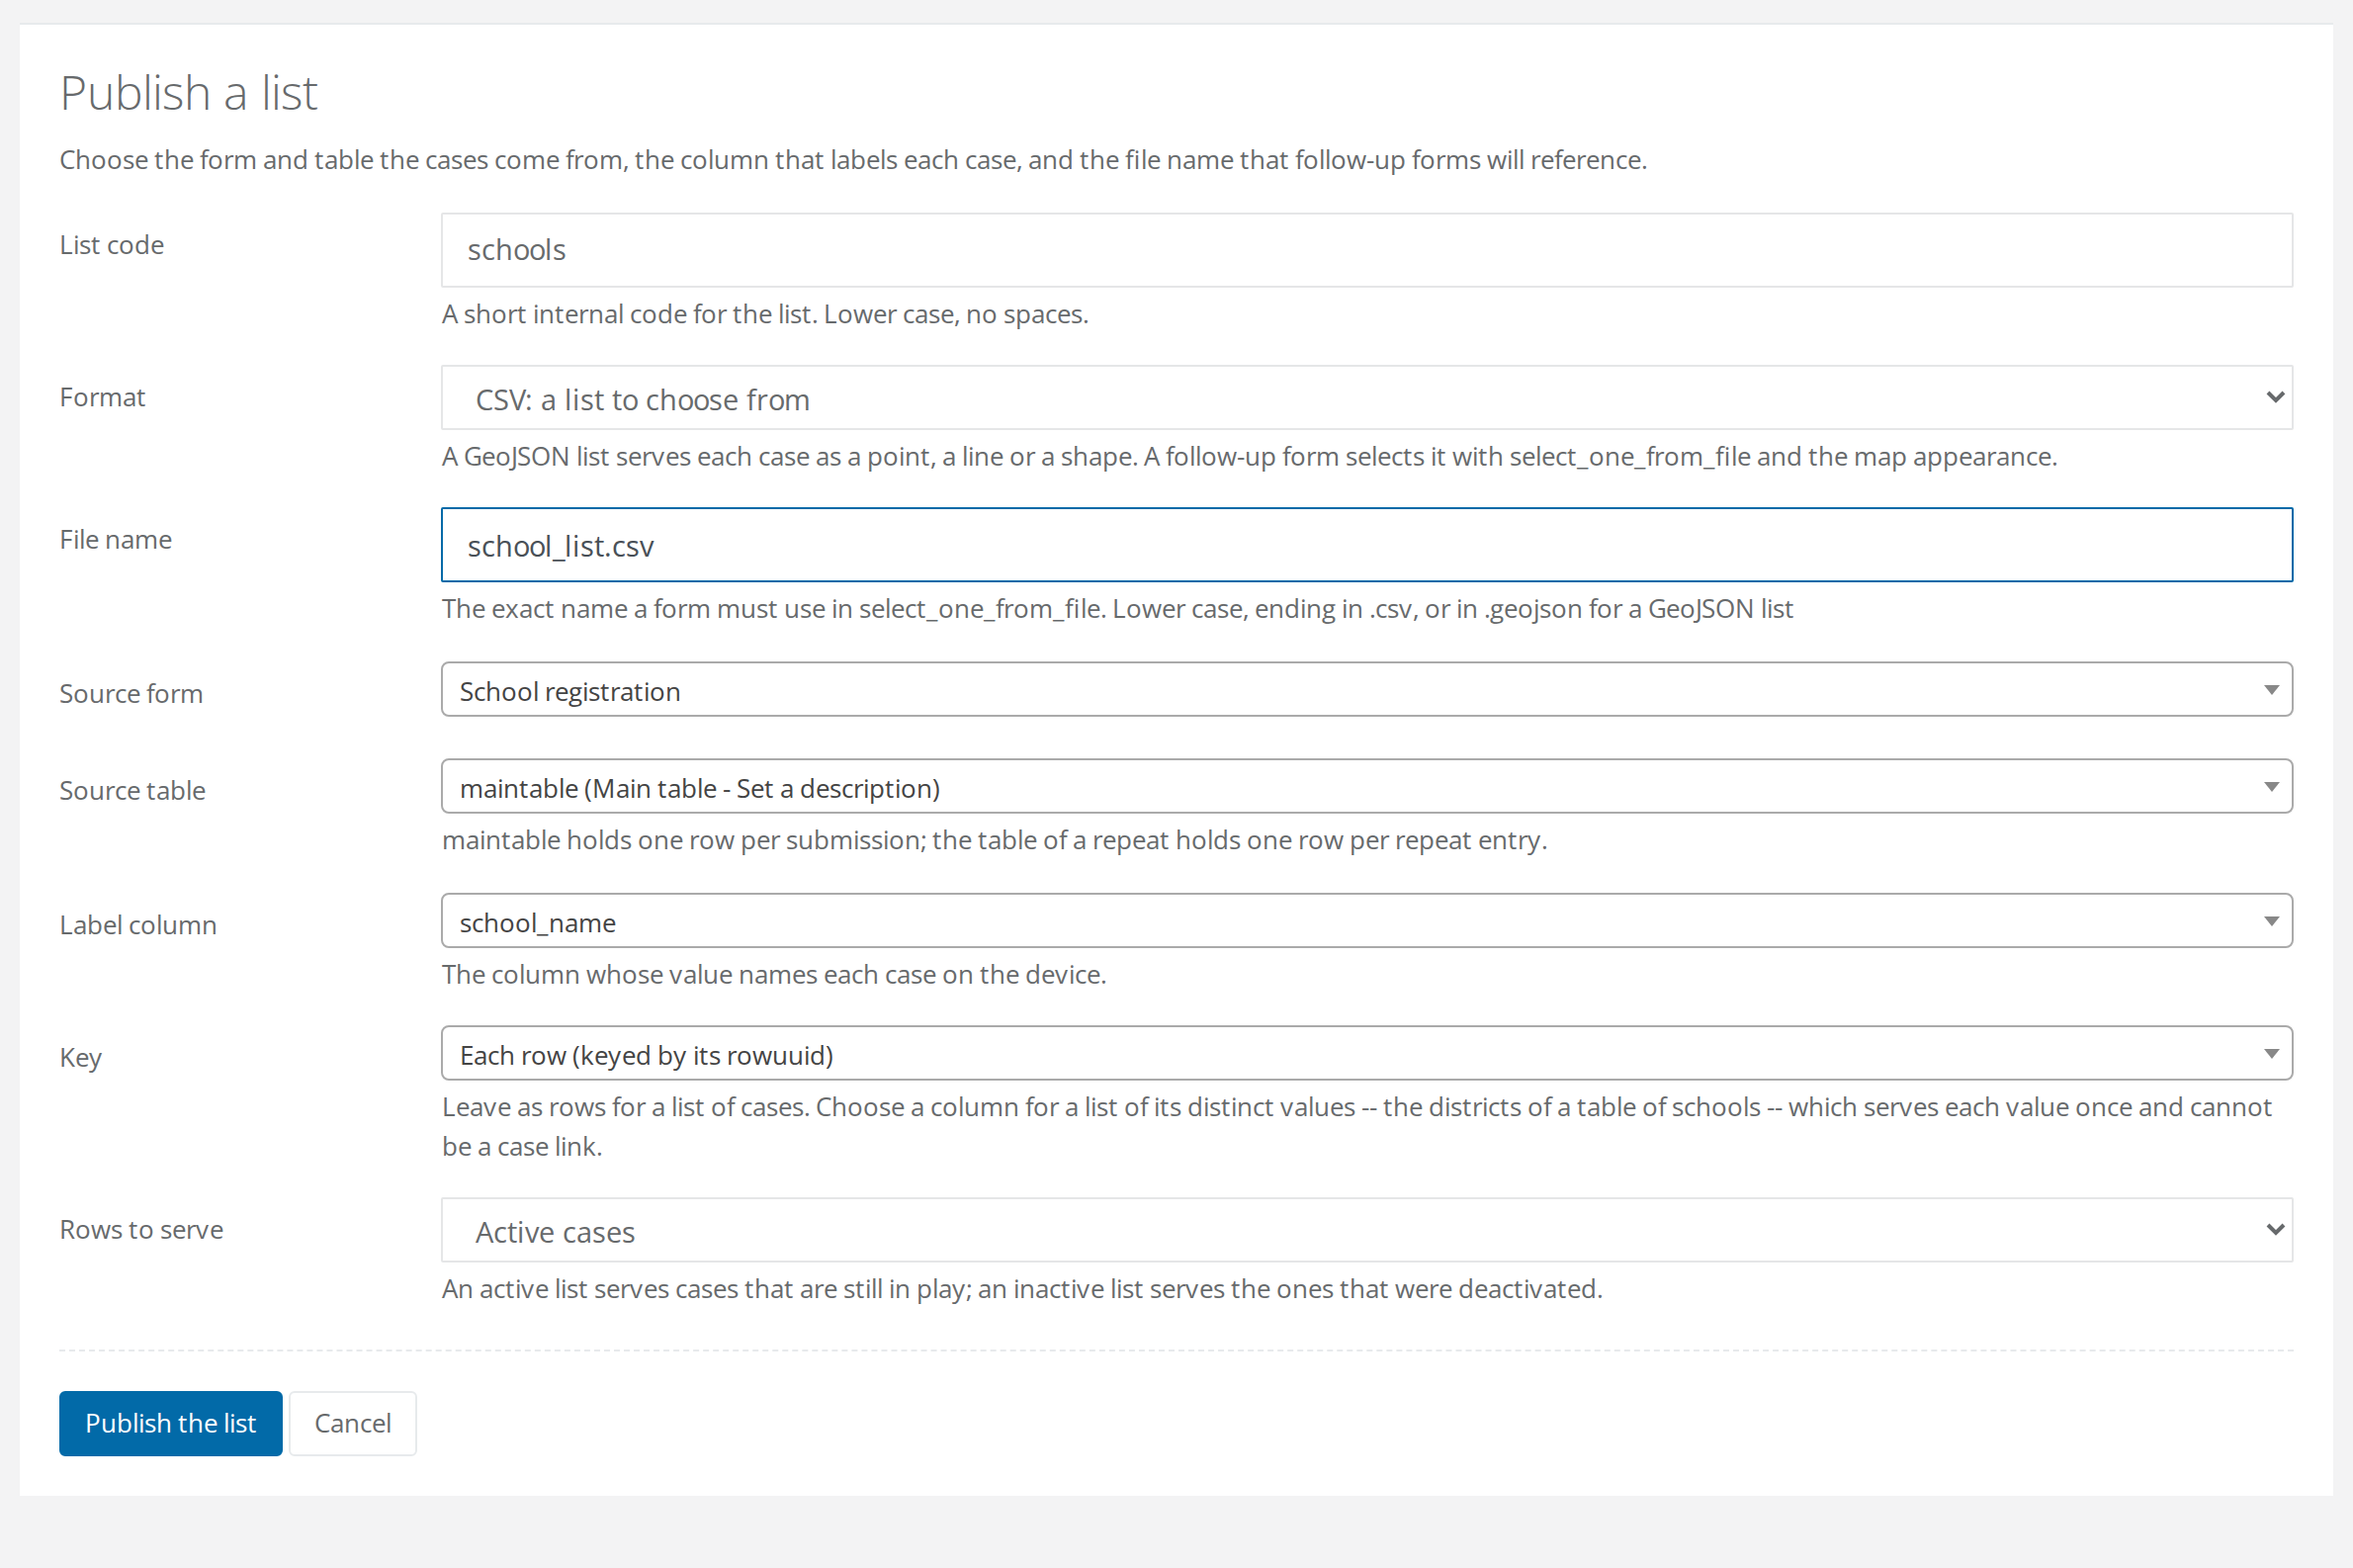 Publish a list
Choose the form and table the cases come from, the column that labels each case, and the file name that follow-up forms will reference.
List code
schools
A short internal code for the list. Lower case, no spaces.
Format
CSV: a list to choose from
A GeoJSON list serves each case as a point, a line or a shape. A follow-up form selects it with select_one_from_file and the map appearance.
File name
school_list.csv
The exact name a form must use in select_one_from_file. Lower case, ending in .csv, or in .geojson for a GeoJSON list
Source form
School registration
Source table
maintable (Main table - Set a description)
maintable holds one row per submission; the table of a repeat holds one row per repeat entry.
Label column
school_name
The column whose value names each case on the device.
Key
Each row (keyed by its rowuuid)
Leave as rows for a list of cases. Choose a column for a list of its distinct values -- the districts of a table of schools -- which serves each value once and cannot
be a case link.
Rows to serve
Active cases
An active list serves cases that are still in play; an inactive list serves the ones that were deactivated.
Publish the list
Cancel